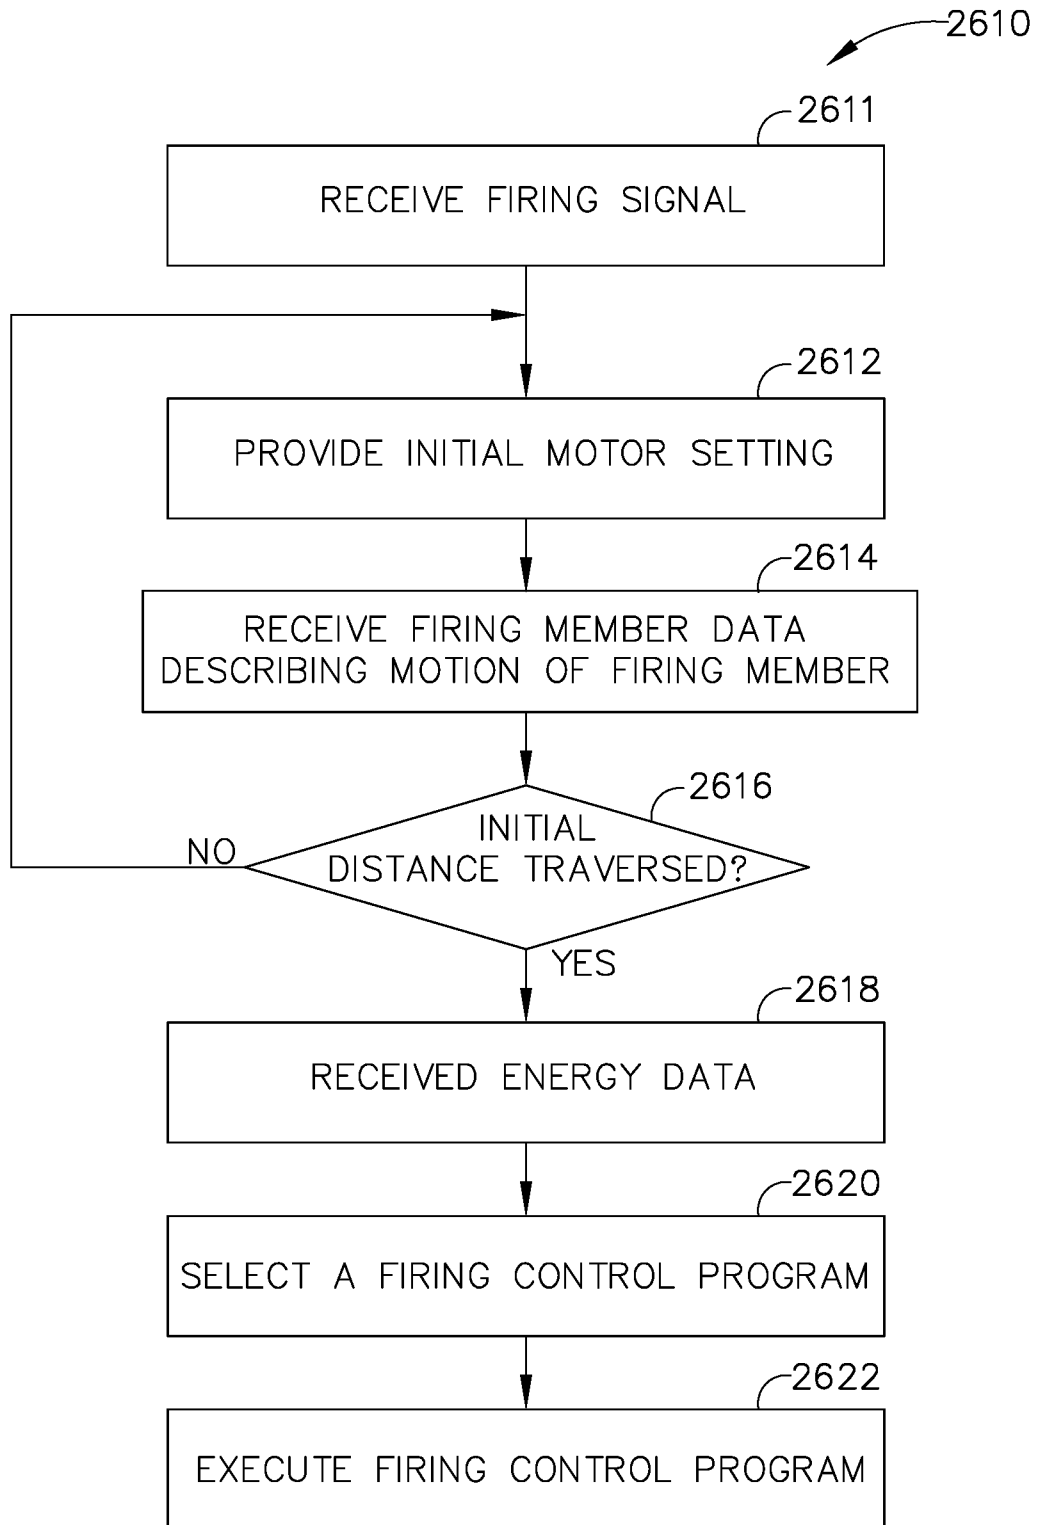 2610
2611
RECEIVE FIRING SIGNAL
2612
PROVIDE INITIAL MOTOR SETTING
2614
RECEIVE FIRING MEMBER DATA
DESCRIBING MOTION OF FIRING MEMBER
2616
INITIAL
DISTANCE TRAVERSED?
NO
YES
2618
RECEIVED ENERGY DATA
2620
SELECT A FIRING CONTROL PROGRAM
2622
EXECUTE FIRING CONTROL PROGRAM